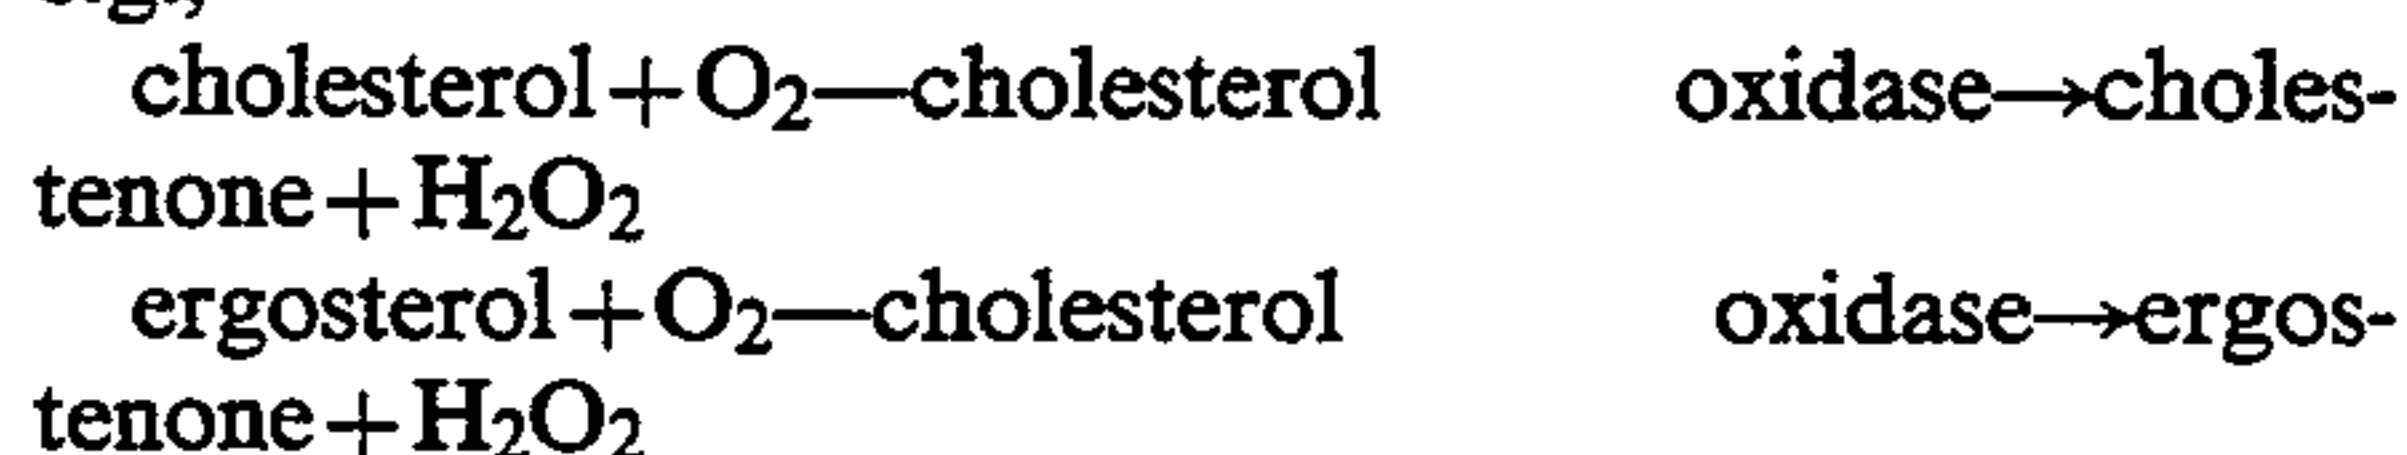 cholesterol+O₂—cholesterol oxidase→choles-
tenone+H₂O₂
ergosterol+O₂—cholesterol oxidase→ergos-
tenone+H₂O₂